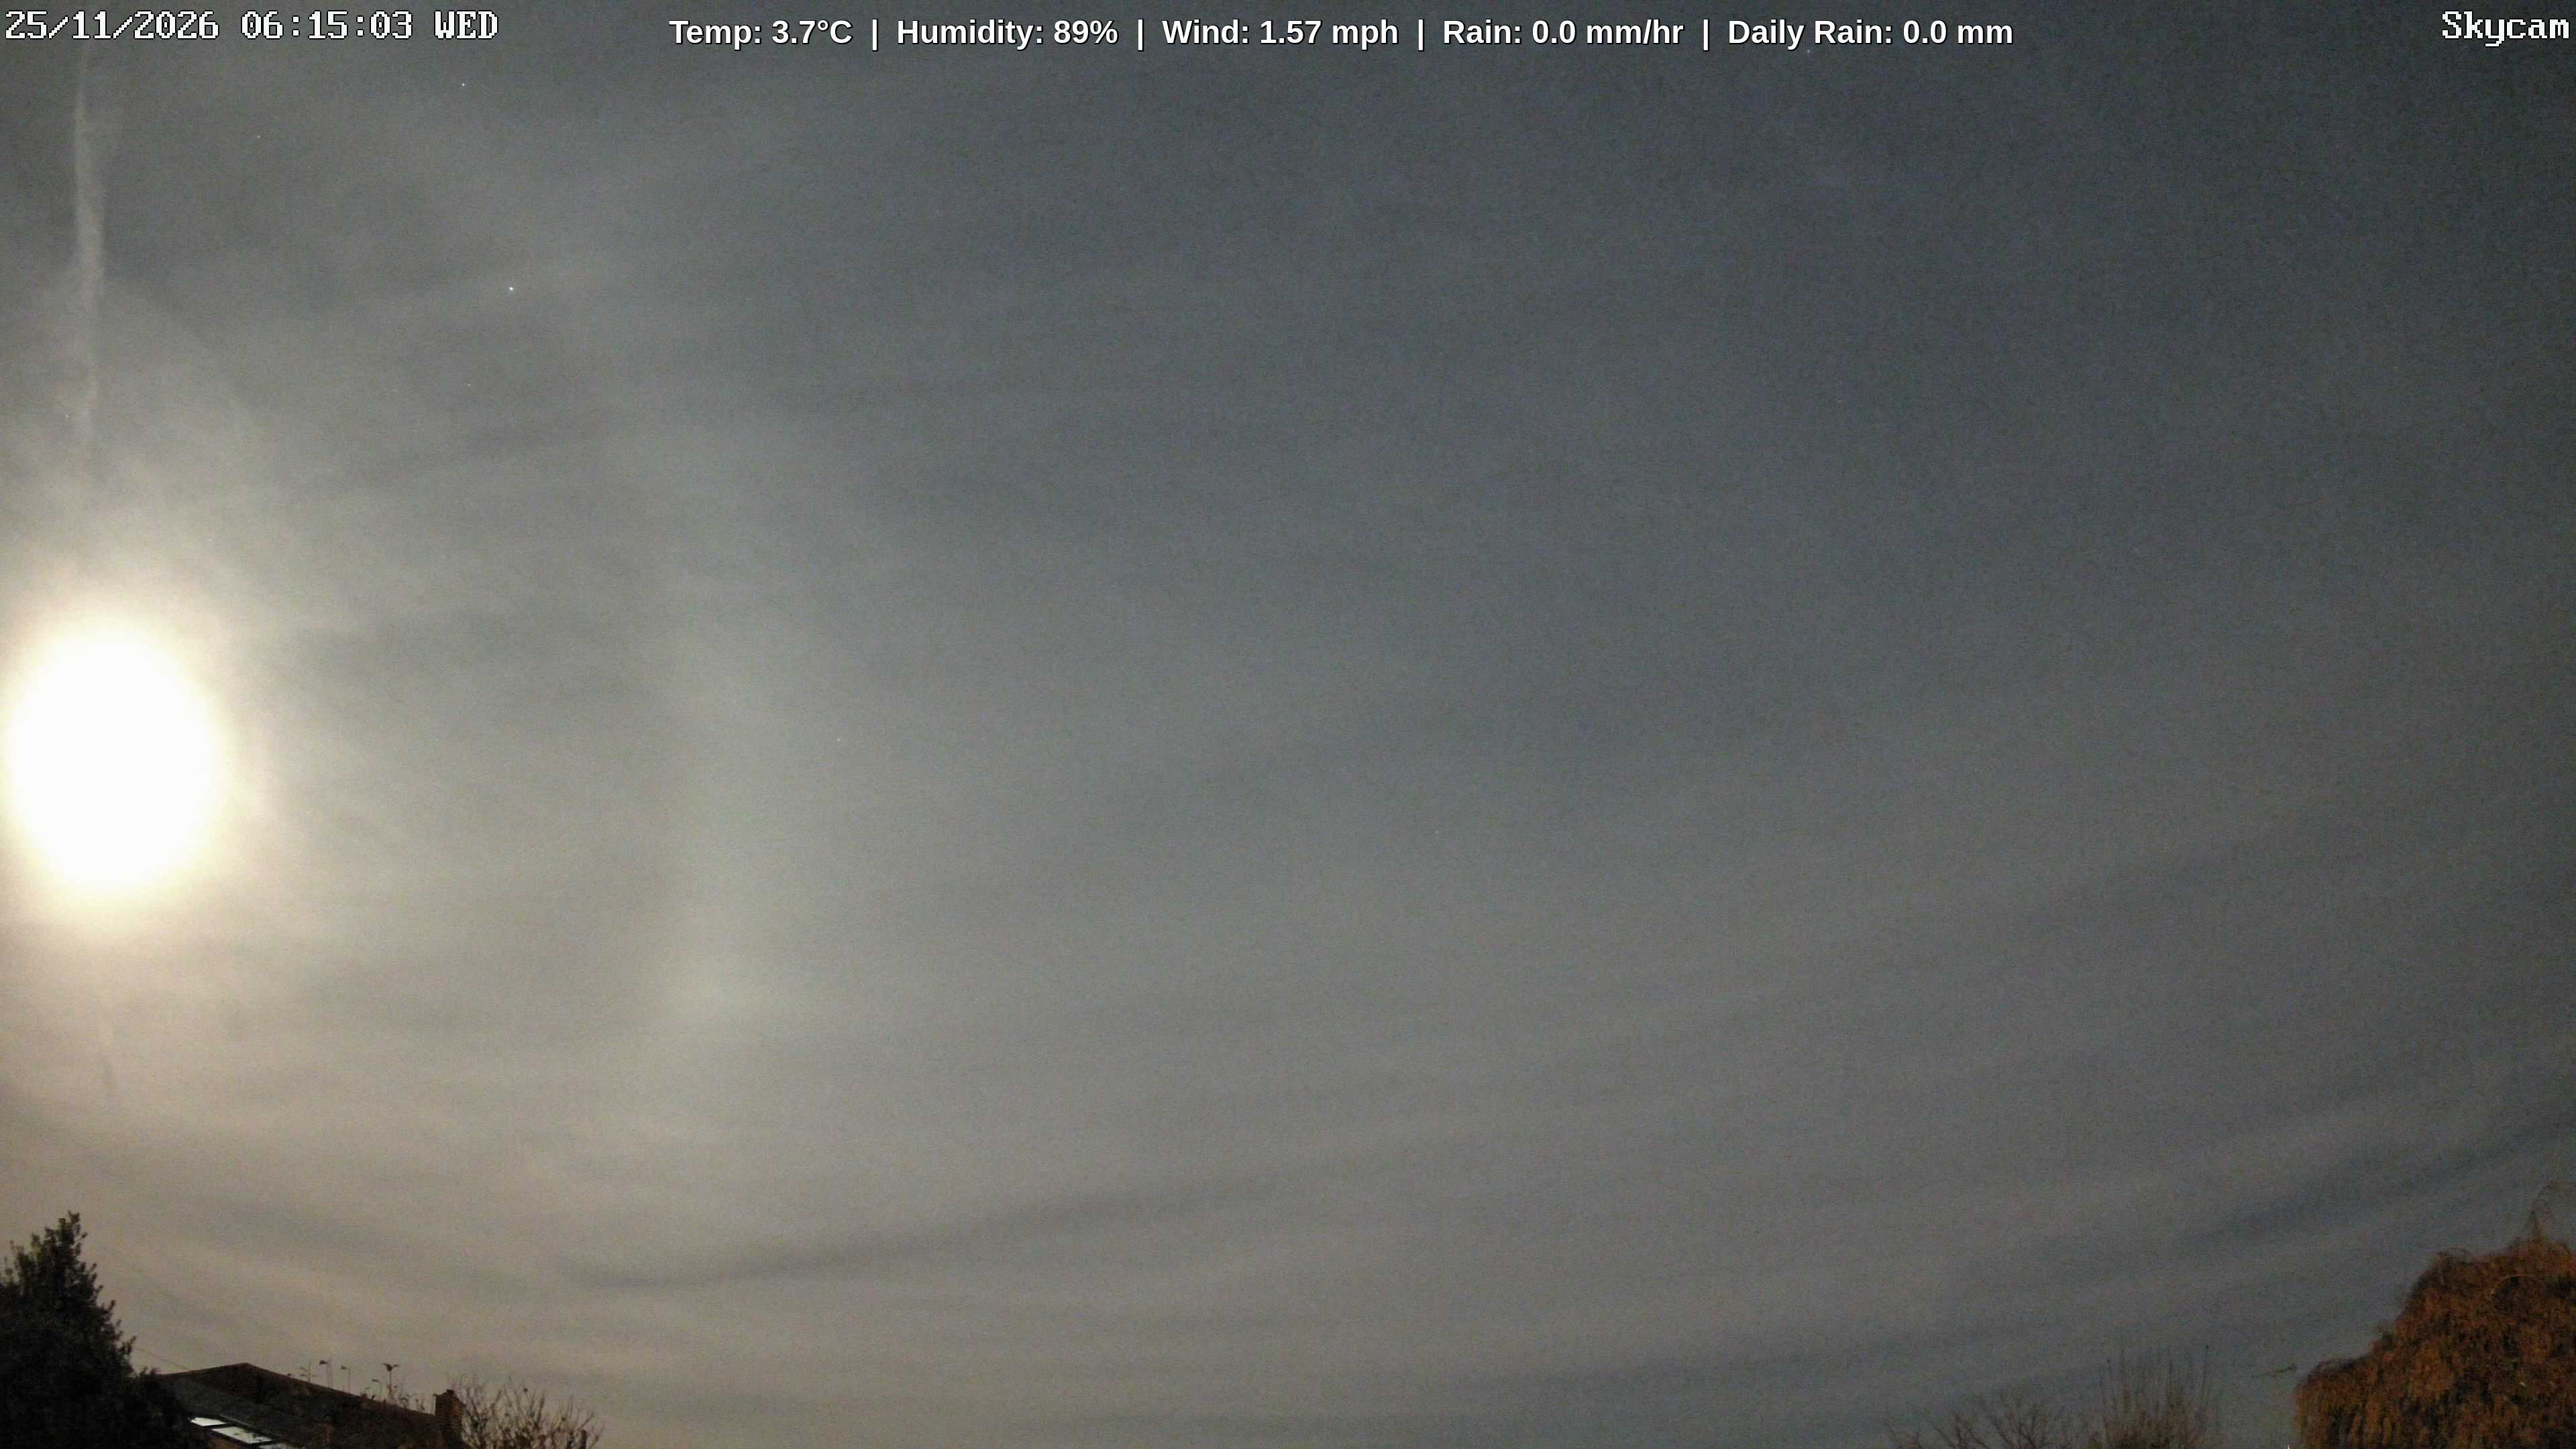 25/11/2026 06:15:03 WED
Temp: 3.7°C | Humidity: 89% | Wind: 1.57 mph | Rain: 0.0 mm/hr | Daily Rain: 0.0 mm
Skycam